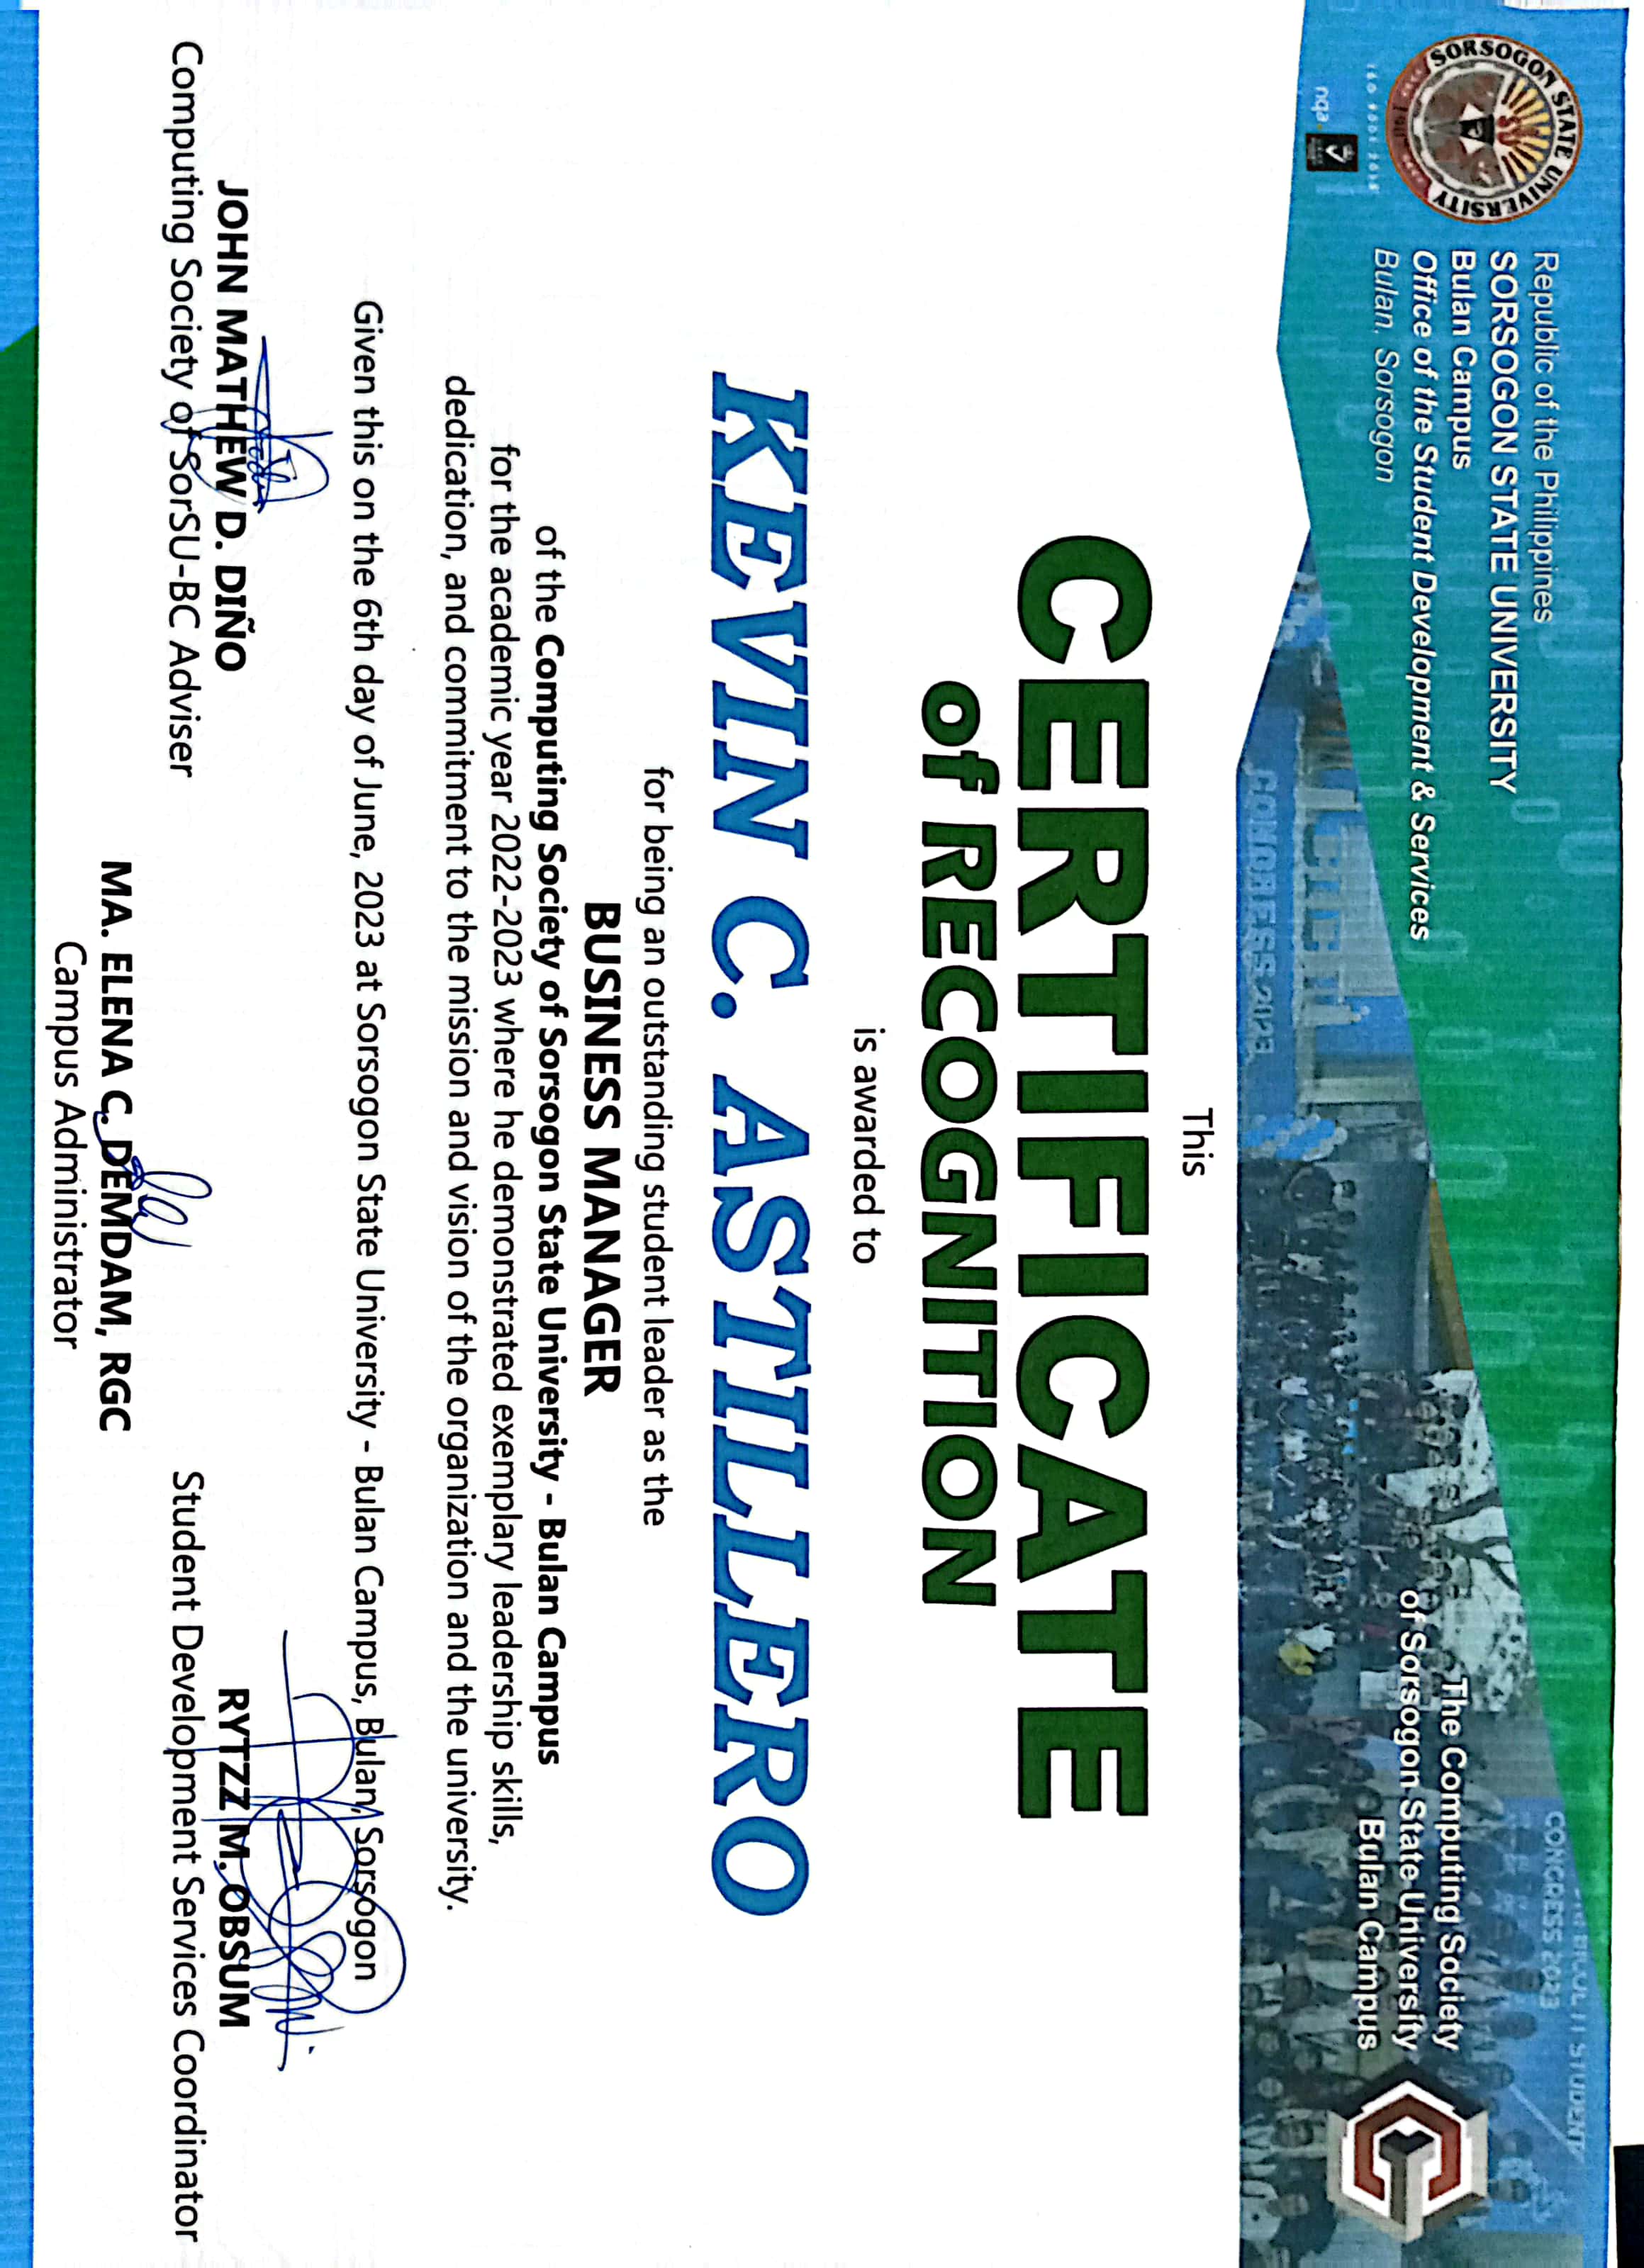 SORSOGON STATE UNIVERSITY
1907
ISO 9001:2015
nqa.
Republic of the Philippines
SORSOGON STATE UNIVERSITY
Bulan Campus
Office of the Student Development & Services
Bulan, Sorsogon
BICOL IT STUDENT
CONGRESS 2023
The Computing Society
of Sorsogon State University
Bulan Campus
CONGRESS 2023
This
CERTIFICATE
of RECOGNITION
is awarded to
KEVIN C. ASTILLERO
for being an outstanding student leader as the
BUSINESS MANAGER
of the Computing Society of Sorsogon State University - Bulan Campus
for the academic year 2022-2023 where he demonstrated exemplary leadership skills,
dedication, and commitment to the mission and vision of the organization and the university.
Given this on the 6th day of June, 2023 at Sorsogon State University - Bulan Campus, Bulan, Sorsogon
JOHN MATHEW D. DIÑO
Computing Society of SorSU-BC Adviser
RYTZZ M. OBSUM
Student Development Services Coordinator
MA. ELENA C. DEMDAM, RGC
Campus Administrator